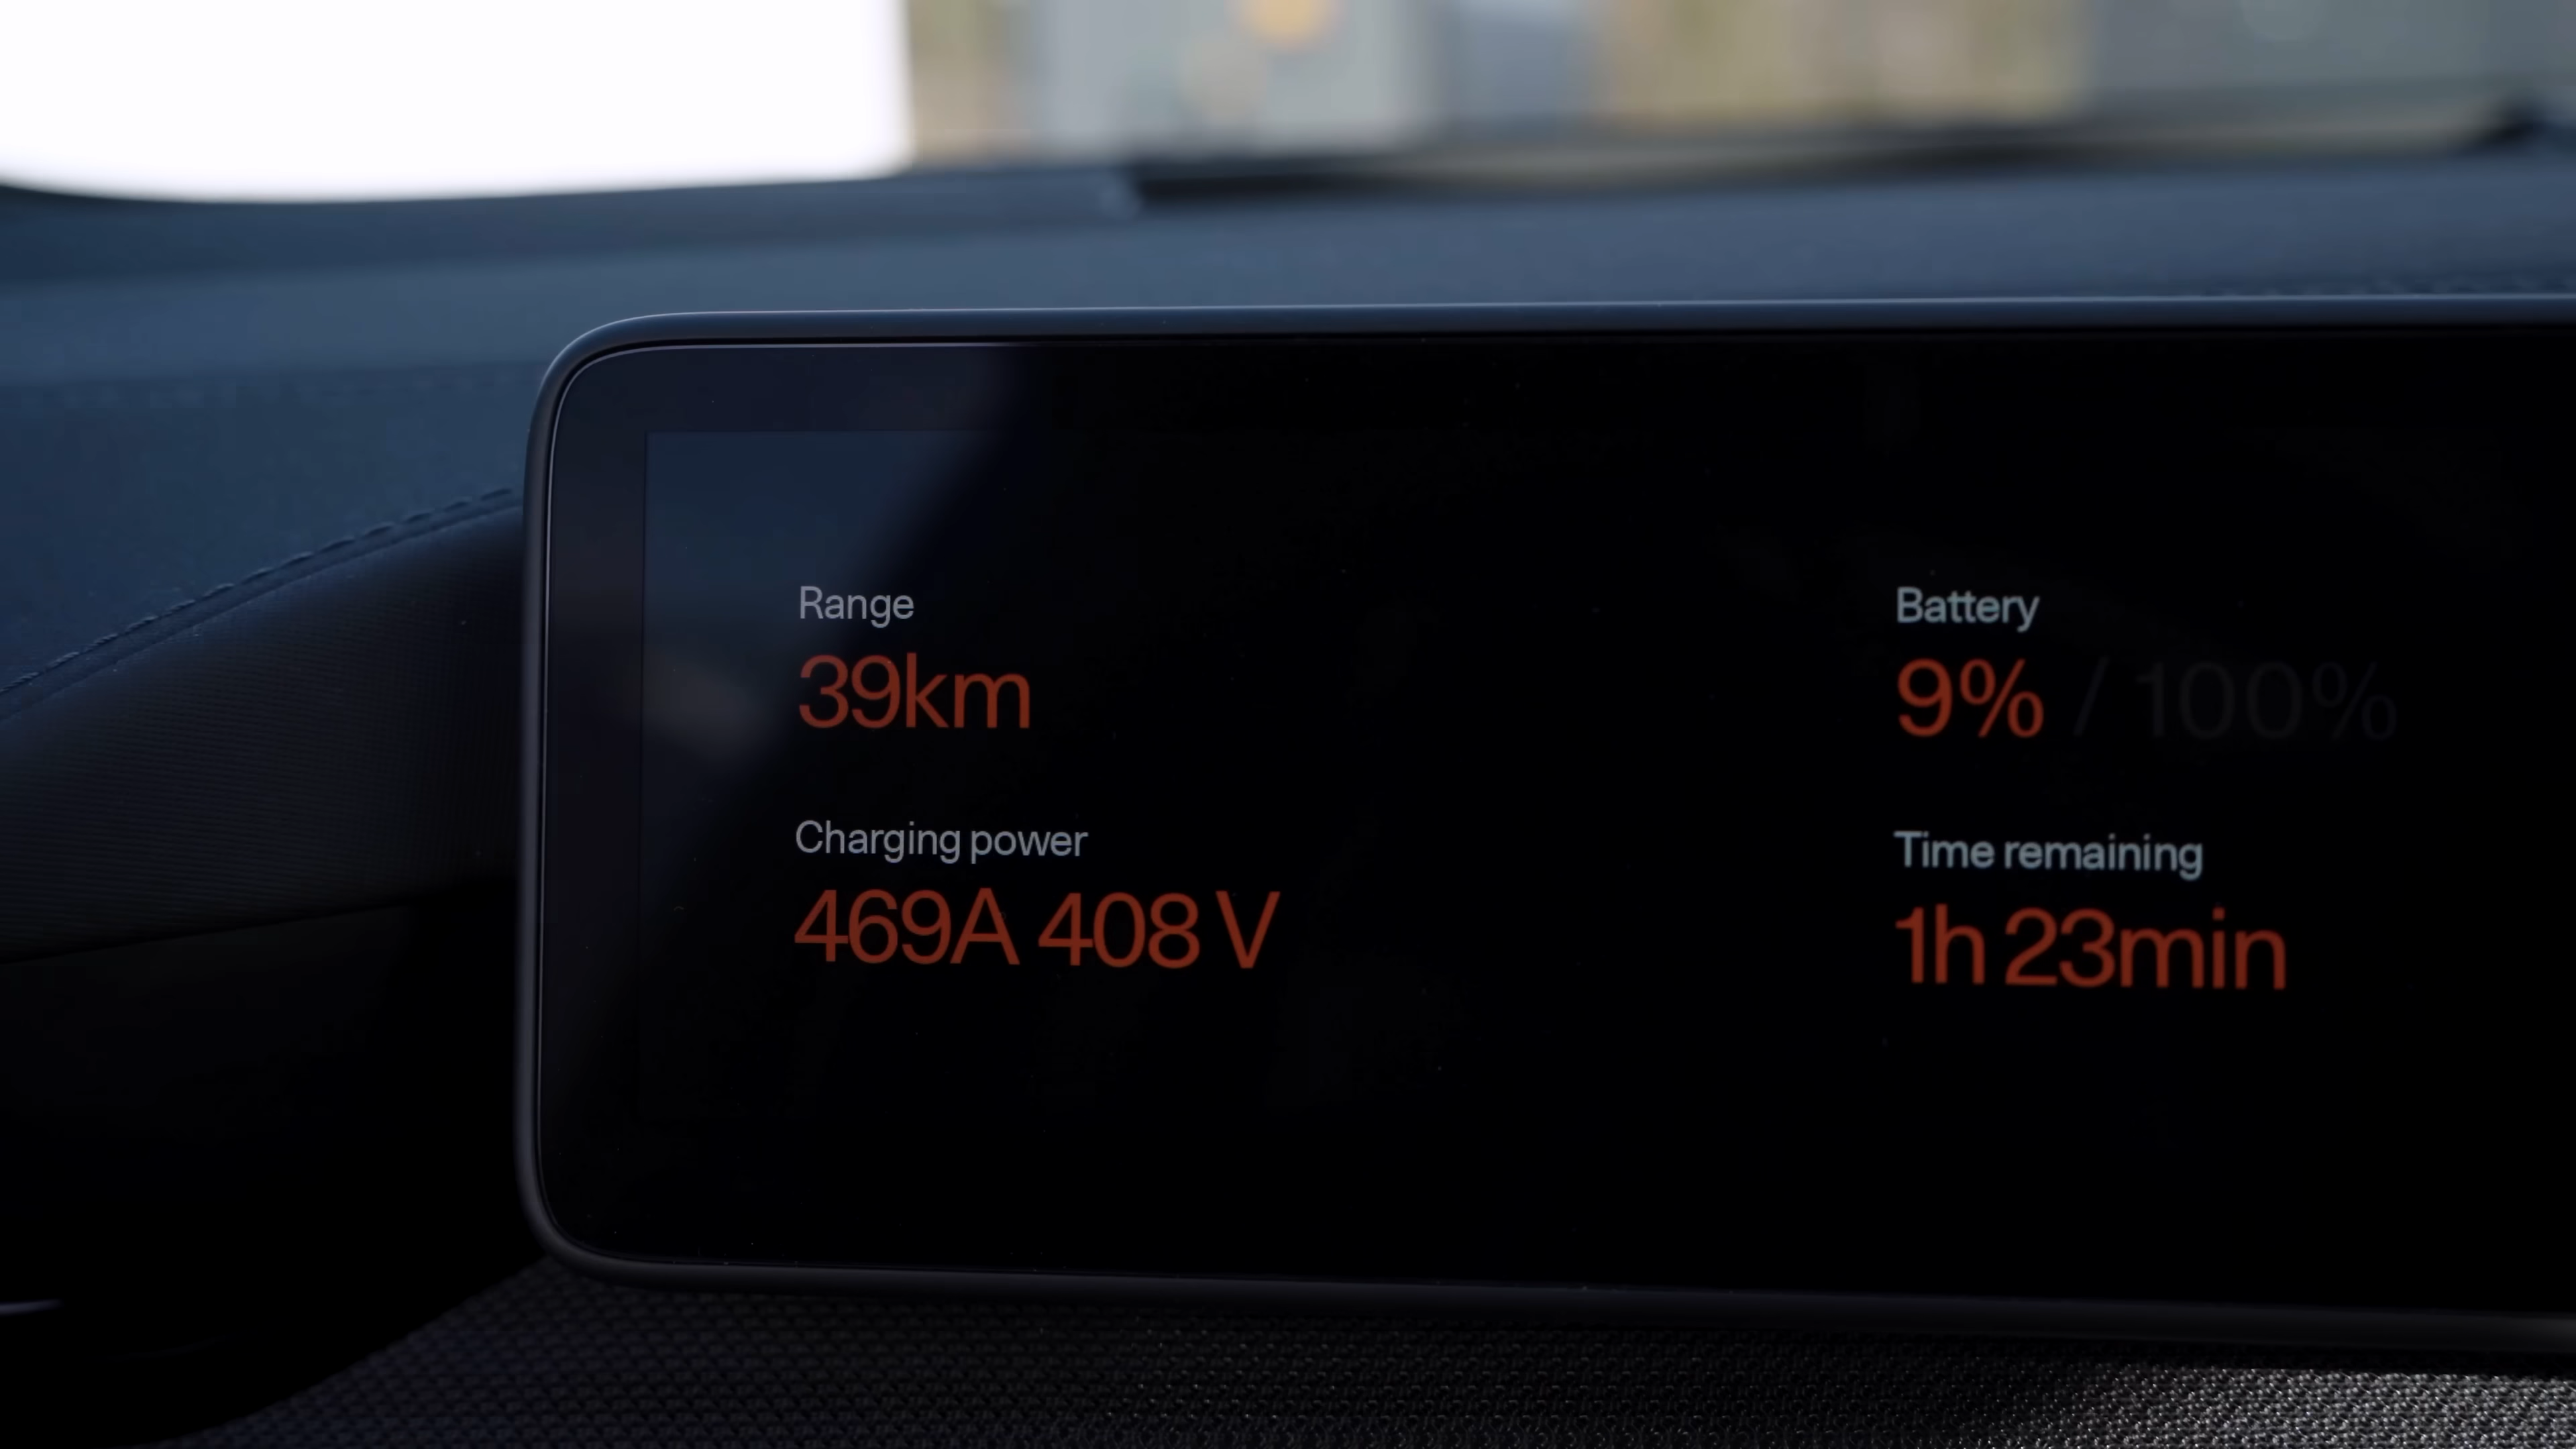 Range
39km
Battery
9% / 100%
Charging power
469A 408 V
Time remaining
1h 23min